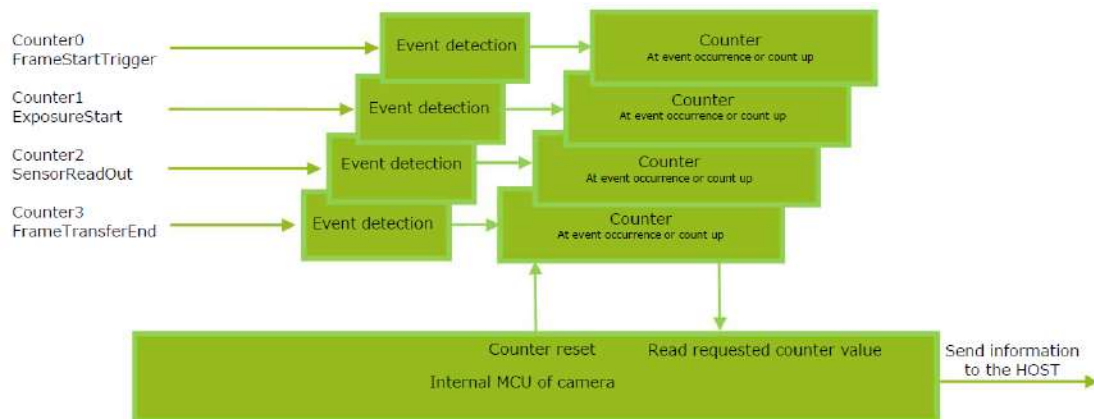 Counter0
FrameStartTrigger
Event detection
Counter
At event occurrence or count up
Counter1
ExposureStart
Event detection
Counter
At event occurrence or count up
Counter2
SensorReadOut
Event detection
Counter
At event occurrence or count up
Counter3
FrameTransferEnd
Event detection
Counter
At event occurrence or count up
Counter reset
Read requested counter value
Internal MCU of camera
Send information
to the HOST